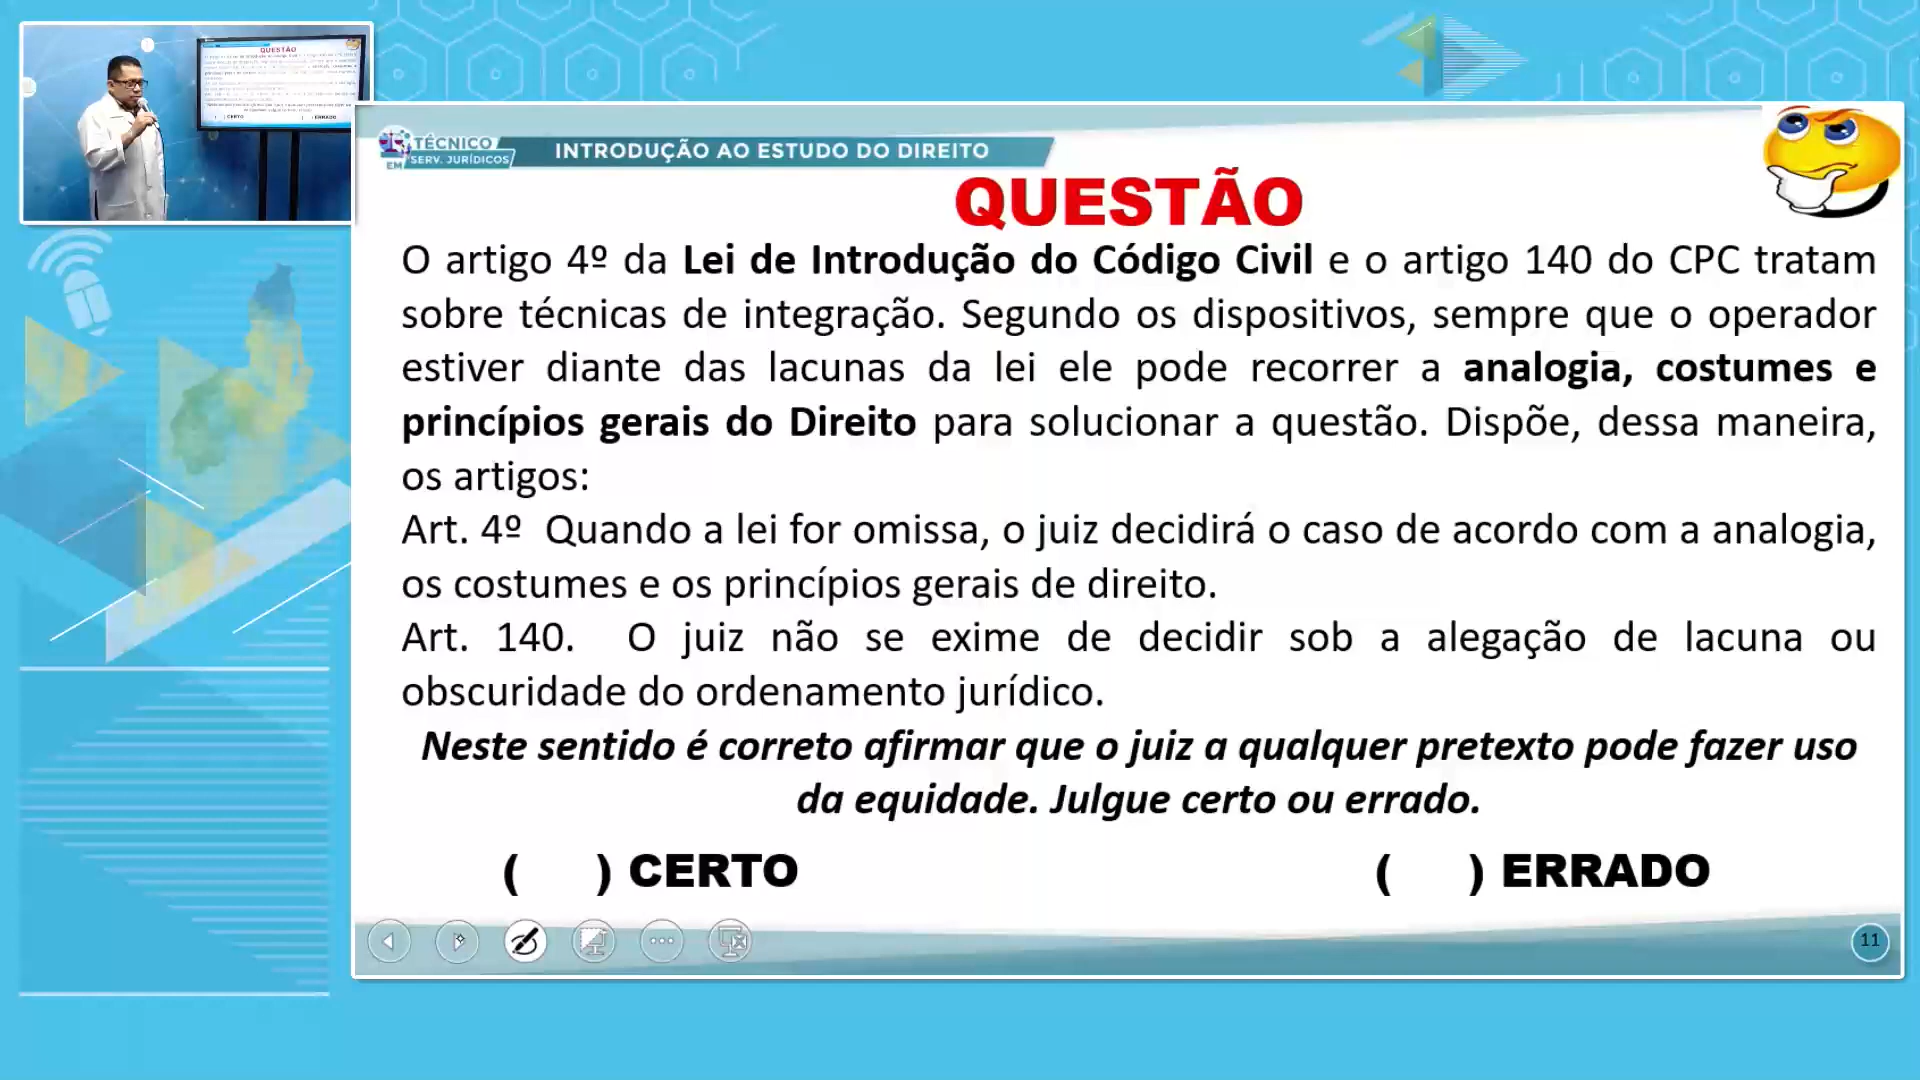 QUESTÃO
( ) CERTO ( ) ERRADO
TÉCNICO
EM SERV. JURÍDICOS
INTRODUÇÃO AO ESTUDO DO DIREITO
QUESTÃO
O artigo 4º da Lei de Introdução do Código Civil e o artigo 140 do CPC tratam
sobre técnicas de integração. Segundo os dispositivos, sempre que o operador
estiver diante das lacunas da lei ele pode recorrer a analogia, costumes e
princípios gerais do Direito para solucionar a questão. Dispõe, dessa maneira,
os artigos:
Art. 4º Quando a lei for omissa, o juiz decidirá o caso de acordo com a analogia,
os costumes e os princípios gerais de direito.
Art. 140. O juiz não se exime de decidir sob a alegação de lacuna ou
obscuridade do ordenamento jurídico.
Neste sentido é correto afirmar que o juiz a qualquer pretexto pode fazer uso
da equidade. Julgue certo ou errado.
( ) CERTO ( ) ERRADO
11